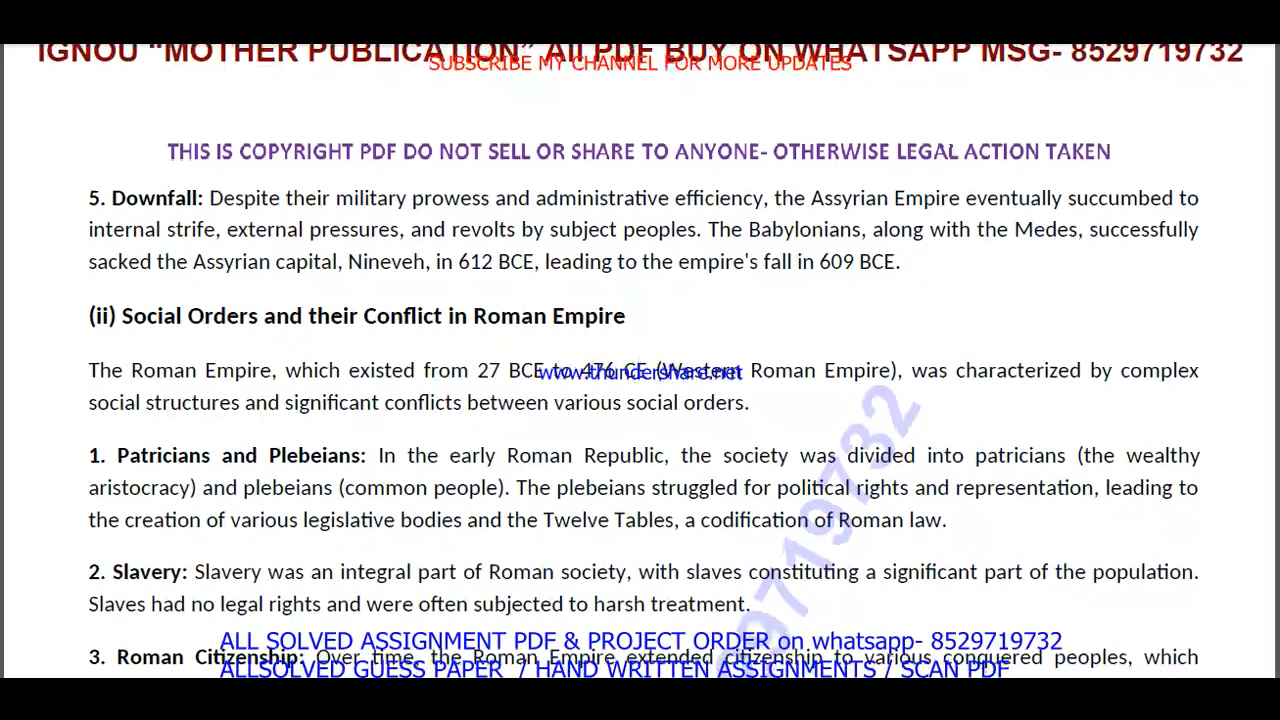 IGNOU “MOTHER PUBLICATION” All PDF BUY ON WHATSAPP MSG- 8529719732
SUBSCRIBE MY CHANNEL FOR MORE UPDATES
THIS IS COPYRIGHT PDF DO NOT SELL OR SHARE TO ANYONE- OTHERWISE LEGAL ACTION TAKEN
5. Downfall: Despite their military prowess and administrative efficiency, the Assyrian Empire eventually succumbed to
internal strife, external pressures, and revolts by subject peoples. The Babylonians, along with the Medes, successfully
sacked the Assyrian capital, Nineveh, in 612 BCE, leading to the empire's fall in 609 BCE.
(ii) Social Orders and their Conflict in Roman Empire
The Roman Empire, which existed from 27 BCE to 476 CE (Western Roman Empire), was characterized by complex
www.thundershare.net
social structures and significant conflicts between various social orders.
1. Patricians and Plebeians: In the early Roman Republic, the society was divided into patricians (the wealthy
aristocracy) and plebeians (common people). The plebeians struggled for political rights and representation, leading to
the creation of various legislative bodies and the Twelve Tables, a codification of Roman law.
2. Slavery: Slavery was an integral part of Roman society, with slaves constituting a significant part of the population.
Slaves had no legal rights and were often subjected to harsh treatment.
9719732
ALL SOLVED ASSIGNMENT PDF & PROJECT ORDER on whatsapp- 8529719732
3. Roman Citizenship: Over time, the Roman Empire extended citizenship to various conquered peoples, which
ALLSOLVED GUESS PAPER / HAND WRITTEN ASSIGNMENTS / SCAN PDF